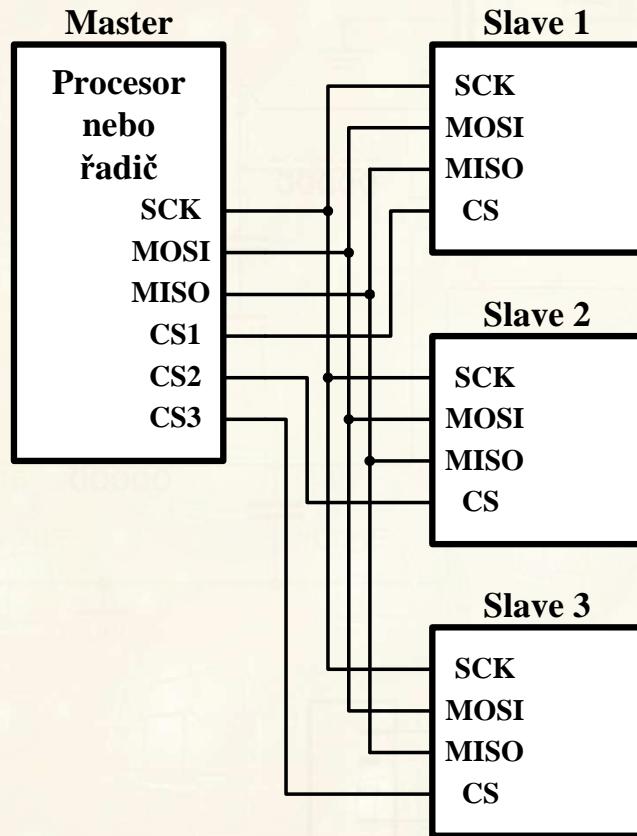 Master
Procesor
nebo
řadič
SCK
MOSI
MISO
CS1
CS2
CS3
Slave 1
SCK
MOSI
MISO
CS
Slave 2
SCK
MOSI
MISO
CS
Slave 3
SCK
MOSI
MISO
CS